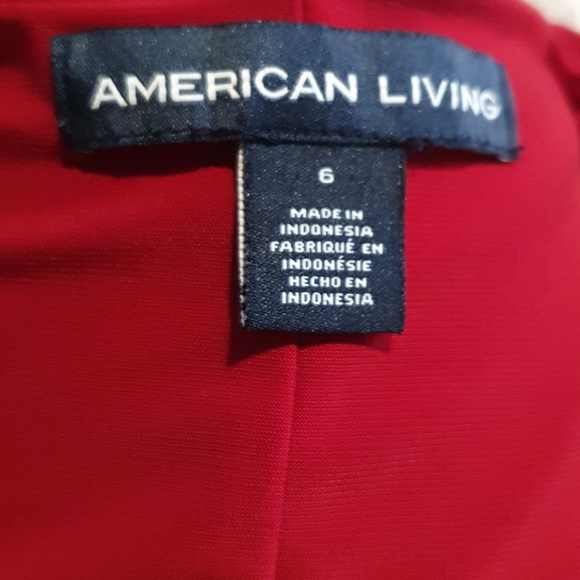 AMERICAN LIVING
6
MADE IN
INDONESIA
FABRIQUÉ EN
INDONÉSIE
HECHO EN
INDONESIA